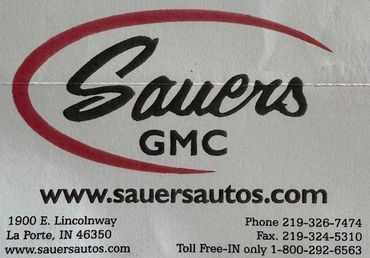 Sauers
GMC
www.sauersautos.com
1900 E. Lincolnway
La Porte, IN 46350
www.sauersautos.com
Phone 219-326-7474
Fax. 219-324-5310
Toll Free-IN only 1-800-292-6563